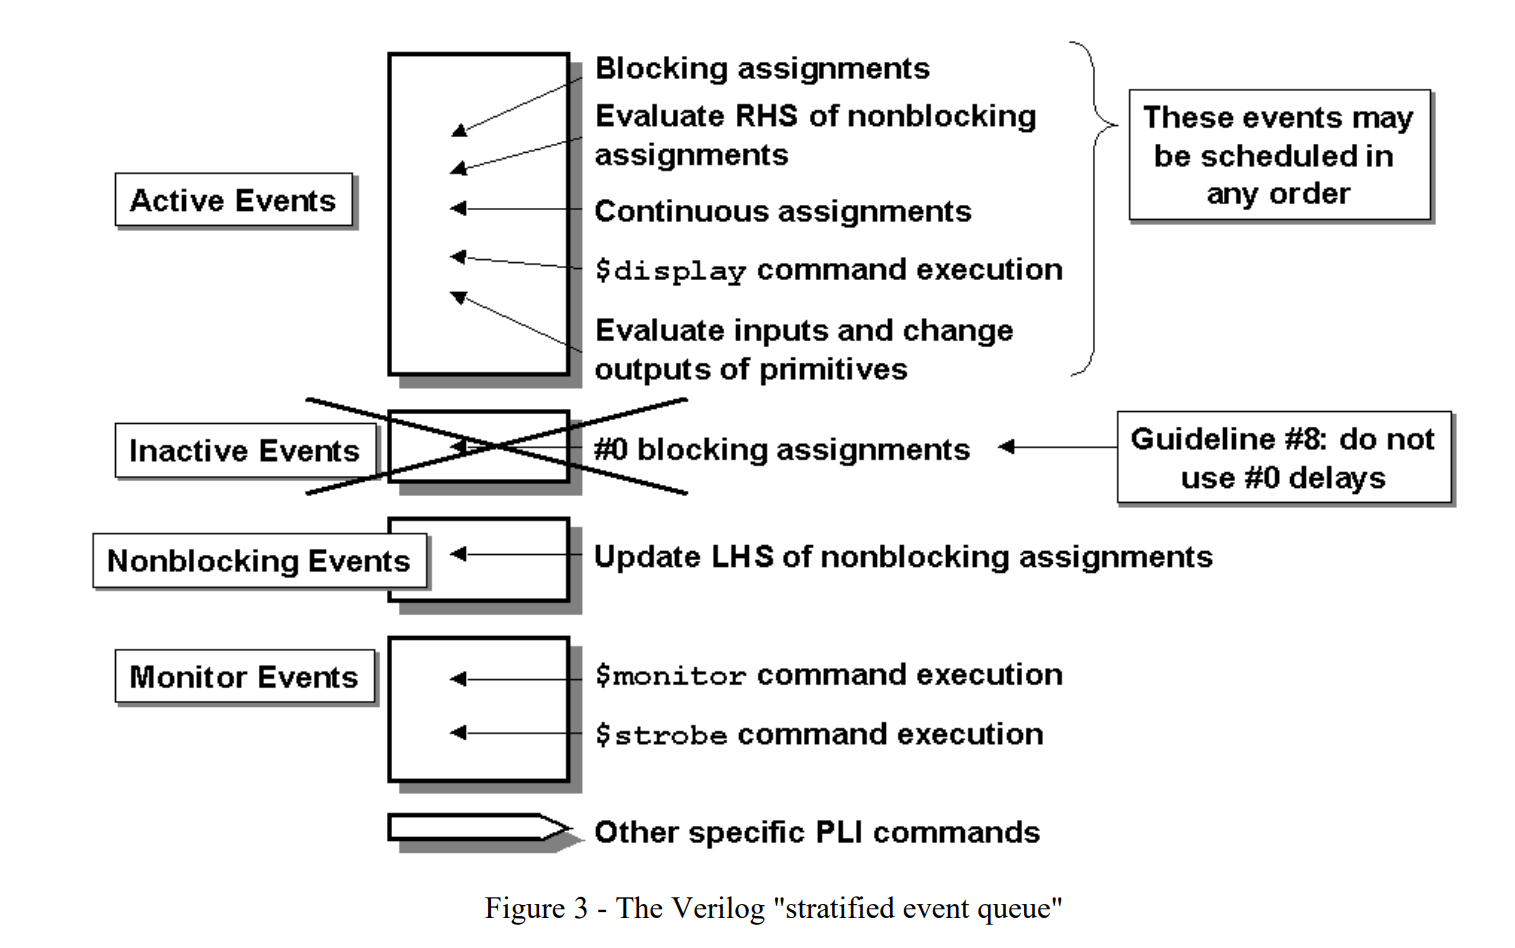 Blocking assignments
Evaluate RHS of nonblocking
assignments
Continuous assignments
$display command execution
Evaluate inputs and change
outputs of primitives
These events may
be scheduled in
any order
Active Events
Inactive Events
#0 blocking assignments
Guideline #8: do not
use #0 delays
Nonblocking Events
Update LHS of nonblocking assignments
Monitor Events
$monitor command execution
$strobe command execution
Other specific PLI commands
Figure 3 - The Verilog "stratified event queue"